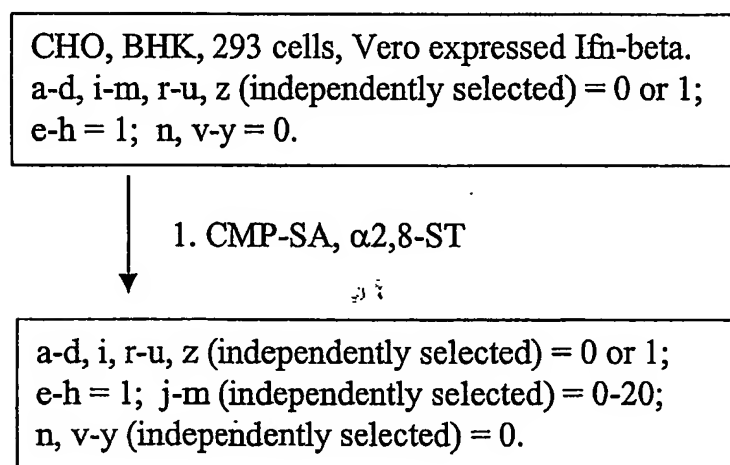 CHO, BHK, 293 cells, Vero expressed Ifn-beta.
a-d, i-m, r-u, z (independently selected) = 0 or 1;
e-h = 1; n, v-y = 0.
1. CMP-SA, α2,8-ST
a-d, i, r-u, z (independently selected) = 0 or 1;
e-h = 1; j-m (independently selected) = 0-20;
n, v-y (independently selected) = 0.